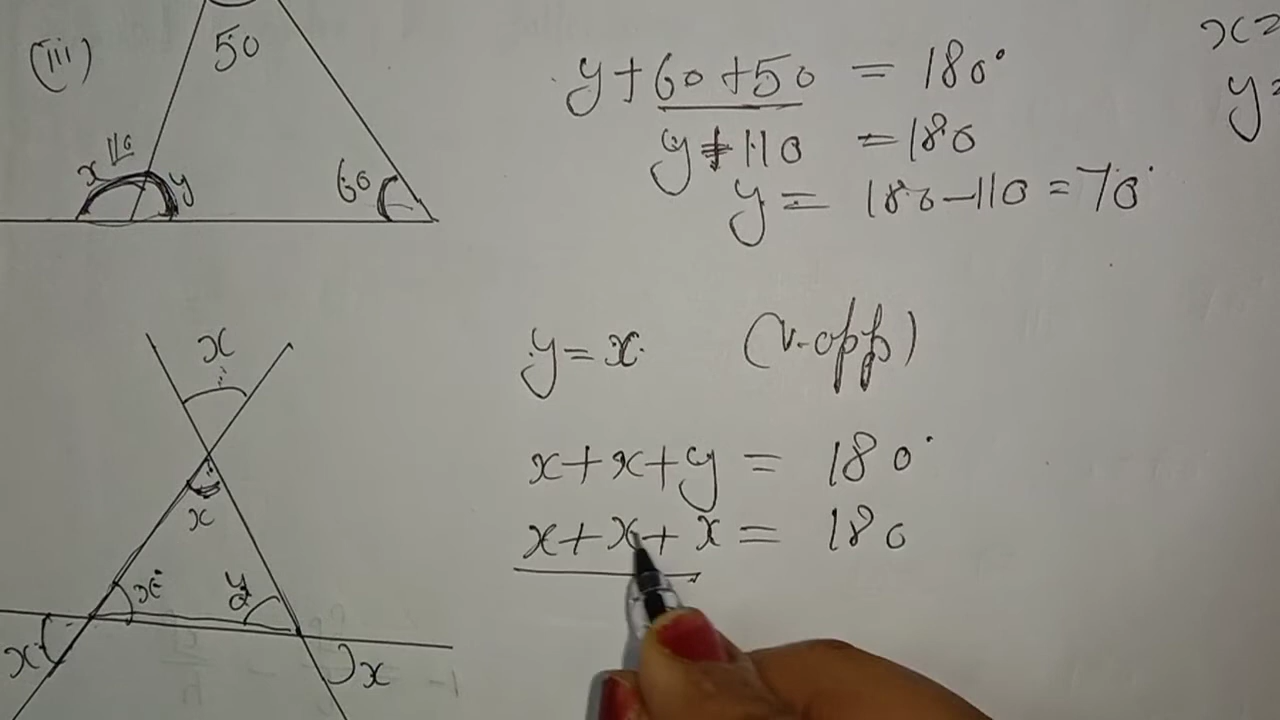 (iii)
50
x 110
y
60
y+60+50 = 180°
y+110 = 180
y = 180-110 = 70°
x=
y=
x
x
x
y
x
x
y=x (v.opp)
x+x+y = 180°
x+x+x = 180